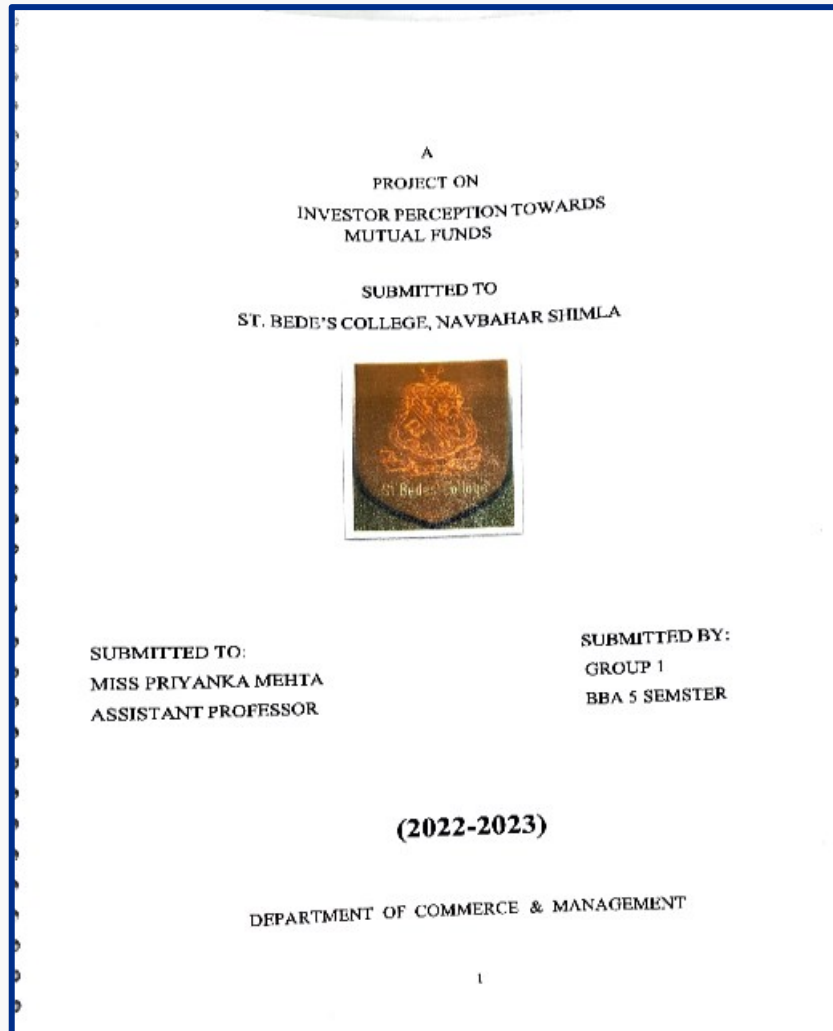 A
PROJECT ON
INVESTOR PERCEPTION TOWARDS
MUTUAL FUNDS
SUBMITTED TO
ST. BEDE'S COLLEGE, NAVBAHAR SHIMLA
St Bedes College
SUBMITTED TO:
MISS PRIYANKA MEHTA
ASSISTANT PROFESSOR
SUBMITTED BY:
GROUP 1
BBA 5 SEMSTER
(2022-2023)
DEPARTMENT OF COMMERCE & MANAGEMENT
1